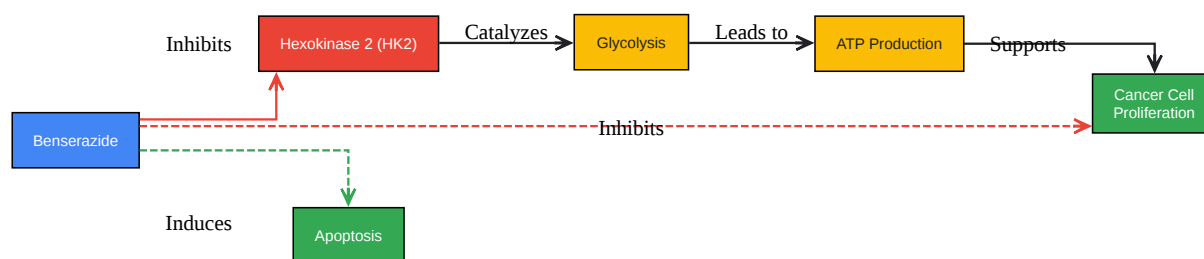 Inhibits
Hexokinase 2 (HK2)
Catalyzes
Glycolysis
Leads to
ATP Production
Supports
Cancer Cell
Proliferation
Benserazide
Inhibits
Induces
Apoptosis